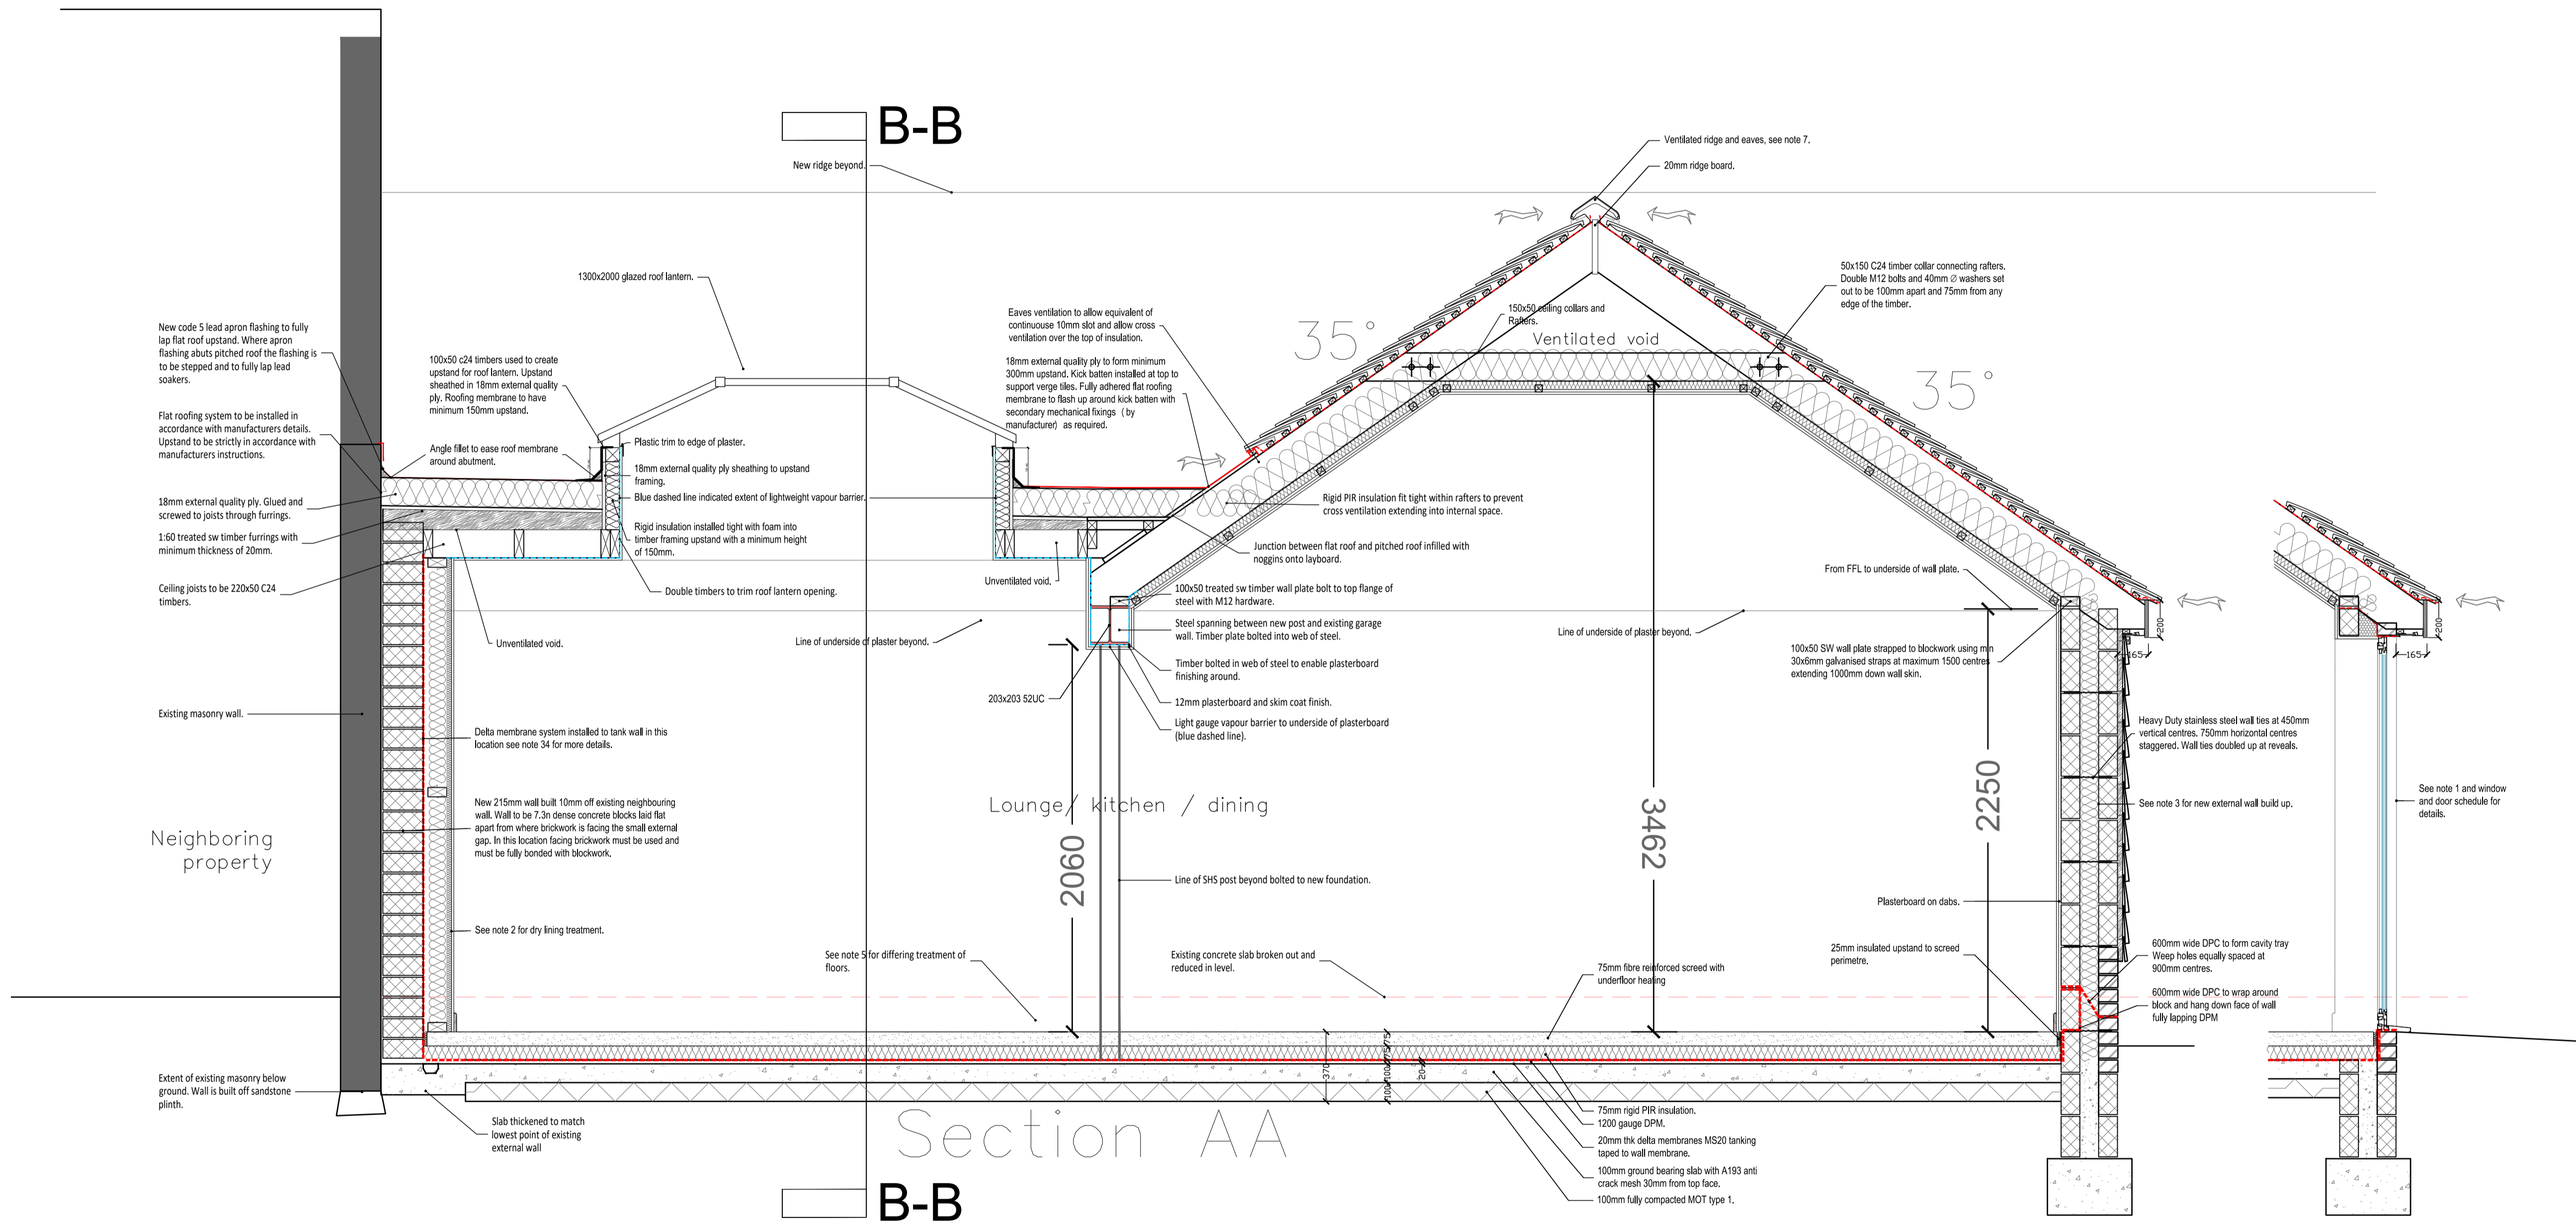 B-B
New ridge beyond.
Ventilated ridge and eaves, see note 7.
20mm ridge board.
1300x2000 glazed roof lantern.
50x150 C24 timber collar connecting rafters.
Double M12 bolts and 40mm Ø washers set
out to be 100mm apart and 75mm from any
edge of the timber.
Eaves ventilation to allow equivalent of
continuouse 10mm slot and allow cross
ventilation over the top of insulation.
150x50 ceiling collars and
Rafters.
35°
Ventilated void
35°
New code 5 lead apron flashing to fully
lap flat roof upstand. Where apron
flashing abuts pitched roof the flashing is
to be stepped and to fully lap lead
soakers.
100x50 c24 timbers used to create
upstand for roof lantern. Upstand
sheathed in 18mm external quality
ply. Roofing membrane to have
minimum 150mm upstand.
18mm external quality ply to form minimum
300mm upstand. Kick batten installed at top to
support verge tiles. Fully adhered flat roofing
membrane to flash up around kick batten with
secondary mechanical fixings ( by
manufacturer) as required.
Flat roofing system to be installed in
accordance with manufacturers details.
Upstand to be strictly in accordance with
manufacturers instructions.
Angle fillet to ease roof membrane
around abutment.
Plastic trim to edge of plaster.
18mm external quality ply sheathing to upstand
framing.
Blue dashed line indicated extent of lightweight vapour barrier.
18mm external quality ply. Glued and
screwed to joists through furrings.
Rigid insulation installed tight with foam into
timber framing upstand with a minimum height
of 150mm.
Rigid PIR insulation fit tight within rafters to prevent
cross ventilation extending into internal space.
1:60 treated sw timber furrings with
minimum thickness of 20mm.
Junction between flat roof and pitched roof infilled with
noggins onto layboard.
Ceiling joists to be 220x50 C24
timbers.
Double timbers to trim roof lantern opening.
Unventilated void.
100x50 treated sw timber wall plate bolt to top flange of
steel with M12 hardware.
From FFL to underside of wall plate.
Unventilated void.
Line of underside of plaster beyond.
Steel spanning between new post and existing garage
wall. Timber plate bolted into web of steel.
Line of underside of plaster beyond.
200
165
200
165
Timber bolted in web of steel to enable plasterboard
finishing around.
100x50 SW wall plate strapped to blockwork using min
30x6mm galvanised straps at maximum 1500 centres
extending 1000mm down wall skin.
203x203 52UC
12mm plasterboard and skim coat finish.
Light gauge vapour barrier to underside of plasterboard
(blue dashed line).
Existing masonry wall.
Delta membrane system installed to tank wall in this
location see note 34 for more details.
Heavy Duty stainless steel wall ties at 450mm
vertical centres. 750mm horizontal centres
staggered. Wall ties doubled up at reveals.
New 215mm wall built 10mm off existing neighbouring
wall. Wall to be 7.3n dense concrete blocks laid flat
apart from where brickwork is facing the small external
gap. In this location facing brickwork must be used and
must be fully bonded with blockwork.
Lounge/ kitchen / dining
2060
3462
2250
See note 3 for new external wall build up.
See note 1 and window
and door schedule for
details.
Neighboring
property
Line of SHS post beyond bolted to new foundation.
Plasterboard on dabs.
See note 2 for dry lining treatment.
See note 5 for differing treatment of
floors.
Existing concrete slab broken out and
reduced in level.
25mm insulated upstand to screed
perimetre.
600mm wide DPC to form cavity tray
Weep holes equally spaced at
900mm centres.
75mm fibre reinforced screed with
underfloor heating
600mm wide DPC to wrap around
block and hang down face of wall
fully lapping DPM
370
75
75
100
100
20
Extent of existing masonry below
ground. Wall is built off sandstone
plinth.
Slab thickened to match
lowest point of existing
external wall
Section AA
75mm rigid PIR insulation.
1200 gauge DPM.
20mm thk delta membranes MS20 tanking
taped to wall membrane.
100mm ground bearing slab with A193 anti
crack mesh 30mm from top face.
100mm fully compacted MOT type 1.
B-B